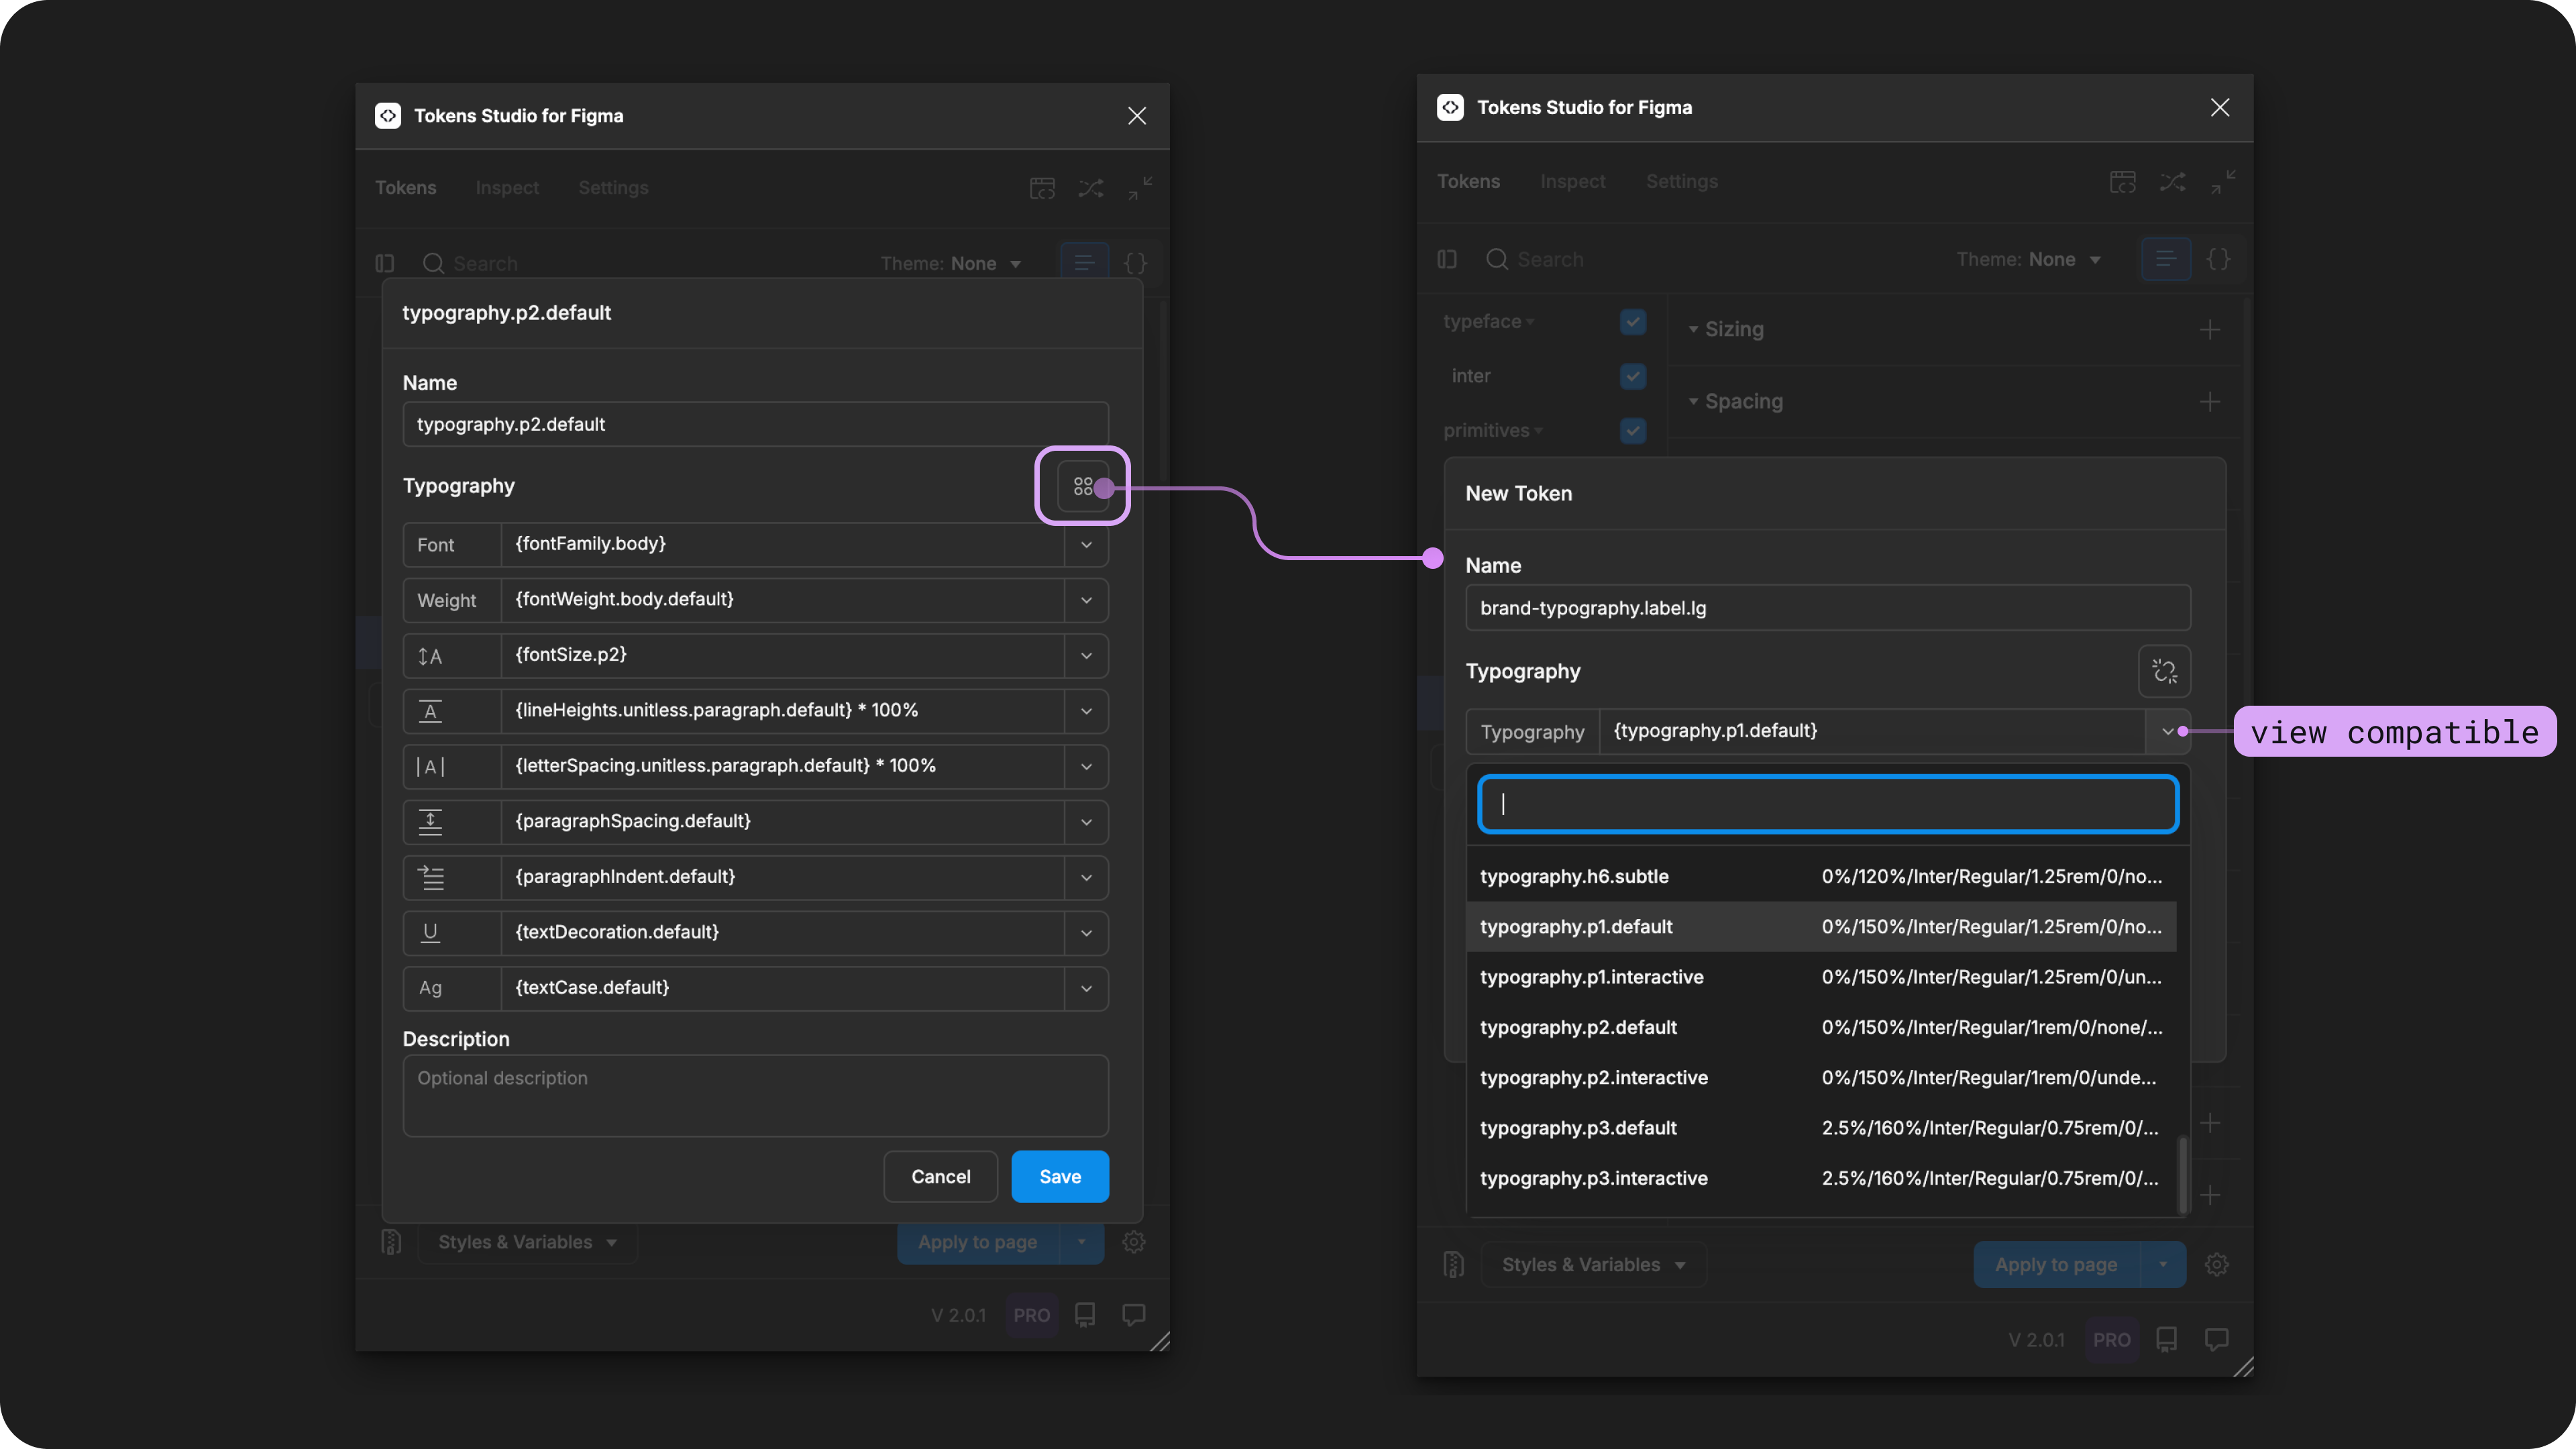 Tokens Studio for Figma
Tokens Inspect Settings
Search Theme: None
typography.p2.default
Name
typography.p2.default
Typography
Font {fontFamily.body}
Weight {fontWeight.body.default}
A {fontSize.p2}
A {lineHeights.unitless.paragraph.default} * 100%
|A| {letterSpacing.unitless.paragraph.default} * 100%
{paragraphSpacing.default}
{paragraphIndent.default}
U {textDecoration.default}
Ag {textCase.default}
Description
Optional description
Cancel Save
Styles & Variables Apply to page
V 2.0.1 PRO
Tokens Studio for Figma
Tokens Inspect Settings
Search Theme: None
typeface Sizing
inter
Spacing
primitives
New Token
Name
brand-typography.label.lg
Typography
Typography {typography.p1.default}
view compatible
typography.h6.subtle 0%/120%/Inter/Regular/1.25rem/0/no...
typography.p1.default 0%/150%/Inter/Regular/1.25rem/0/no...
typography.p1.interactive 0%/150%/Inter/Regular/1.25rem/0/un...
typography.p2.default 0%/150%/Inter/Regular/1rem/0/none/...
typography.p2.interactive 0%/150%/Inter/Regular/1rem/0/unde...
typography.p3.default 2.5%/160%/Inter/Regular/0.75rem/0/...
typography.p3.interactive 2.5%/160%/Inter/Regular/0.75rem/0/...
Styles & Variables Apply to page
V 2.0.1 PRO